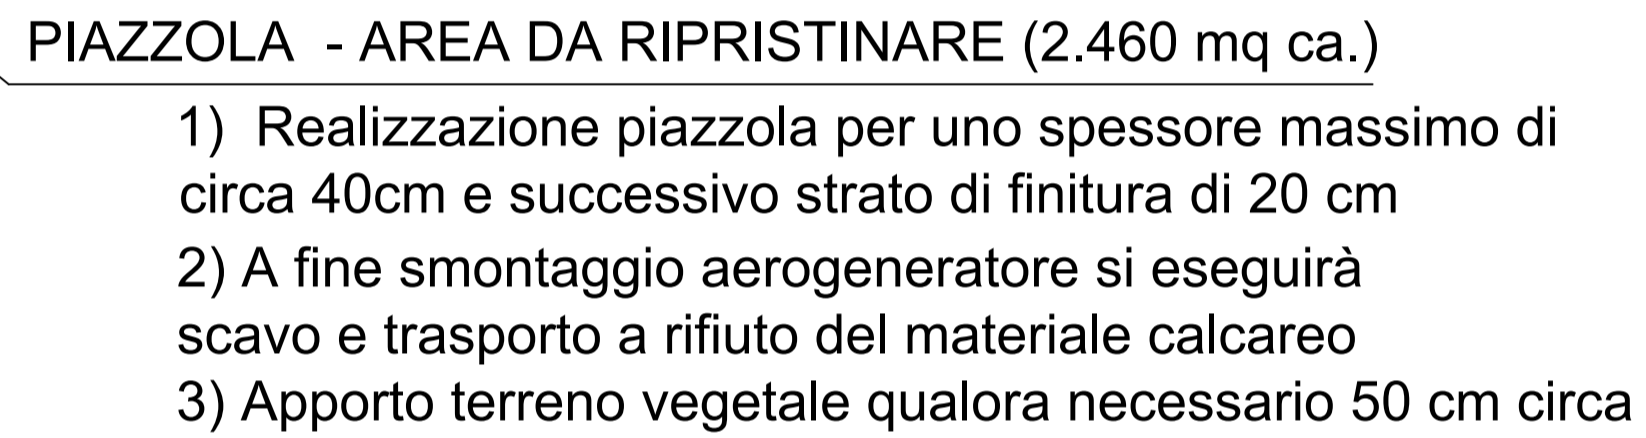 PIAZZOLA - AREA DA RIPRISTINARE (2.460 mq ca.)
1) Realizzazione piazzola per uno spessore massimo di
circa 40cm e successivo strato di finitura di 20 cm
2) A fine smontaggio aerogeneratore si eseguirà
scavo e trasporto a rifiuto del materiale calcareo
3) Apporto terreno vegetale qualora necessario 50 cm circa